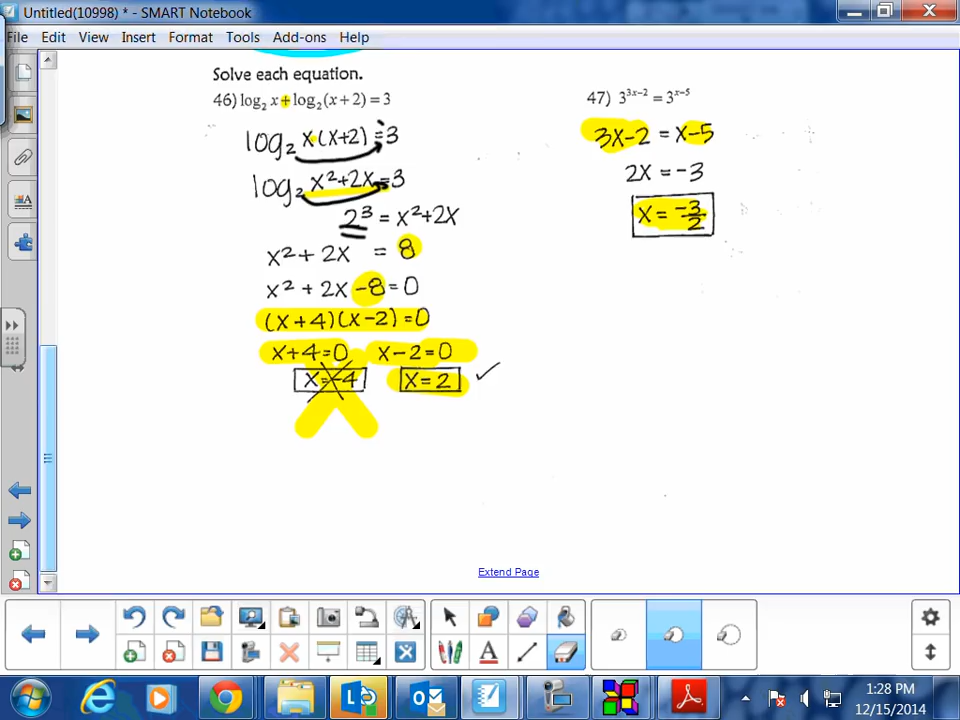 Untitled(10998) * - SMART Notebook
File Edit View Insert Format Tools Add-ons Help
Solve each equation.
46) log₂ x + log₂ (x + 2) = 3
log₂ x(x+2) = 3
log₂ x²+2x = 3
2³ = x²+2x
x² + 2x = 8
x² + 2x -8 = 0
(x+4)(x-2) = 0
x+4=0 x-2=0
x=-4 x=2 ✓
47) 3^(3x-2) = 3^(x-5)
3x-2 = x-5
2x = -3
x = -3/2
Extend Page
1:28 PM
12/15/2014